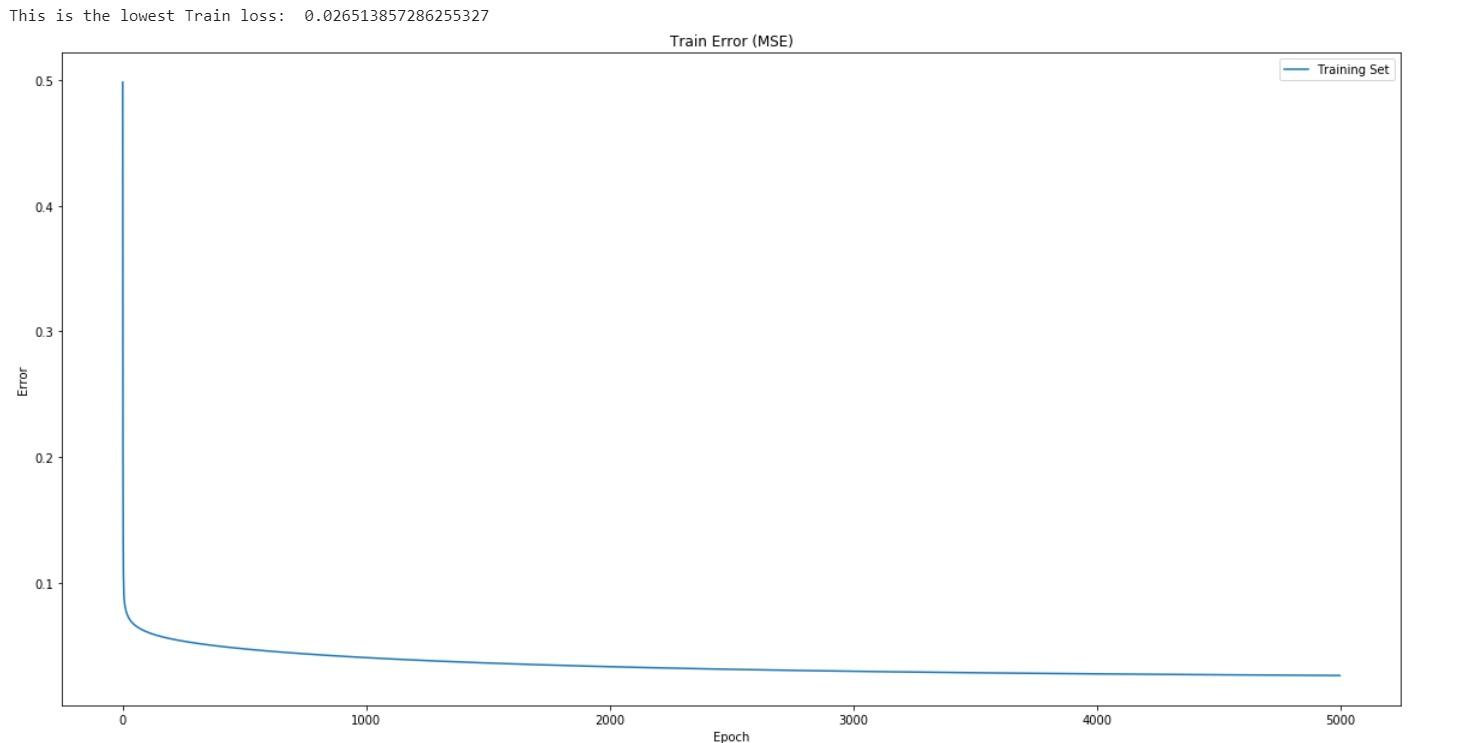 This is the lowest Train loss:  0.026513857286255327
Train Error (MSE)
Training Set
0.5
0.4
0.3
0.2
0.1
Error
0 1000 2000 3000 4000 5000
Epoch